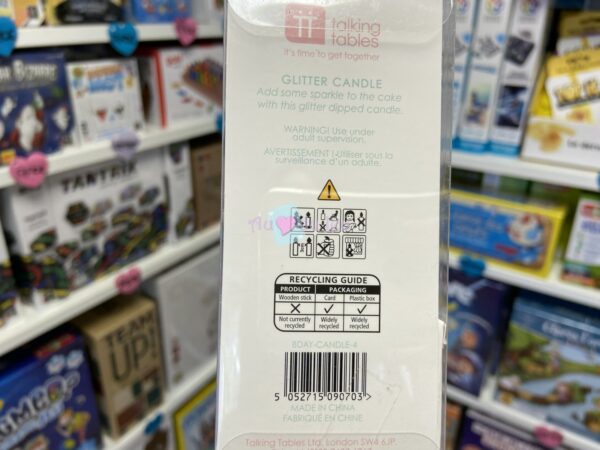 talking
tables
it's time to get together
GLITTER CANDLE
Add some sparkle to the cake
with this glitter dipped candle.
WARNING! Use under
adult supervision.
AVERTISSEMENT !-Utiliser sous la
surveillance d'un adulte.
RECYCLING GUIDE
PRODUCT PACKAGING
Wooden stick Card Plastic box
Not currently recycled Widely recycled Widely recycled
BDAY-CANDLE-4
5 052715 090703 >
MADE IN CHINA
FABRIQUÉ EN CHINE
Talking Tables Ltd, London SW4 6JP.
TANTRIX
TEAM
UP!